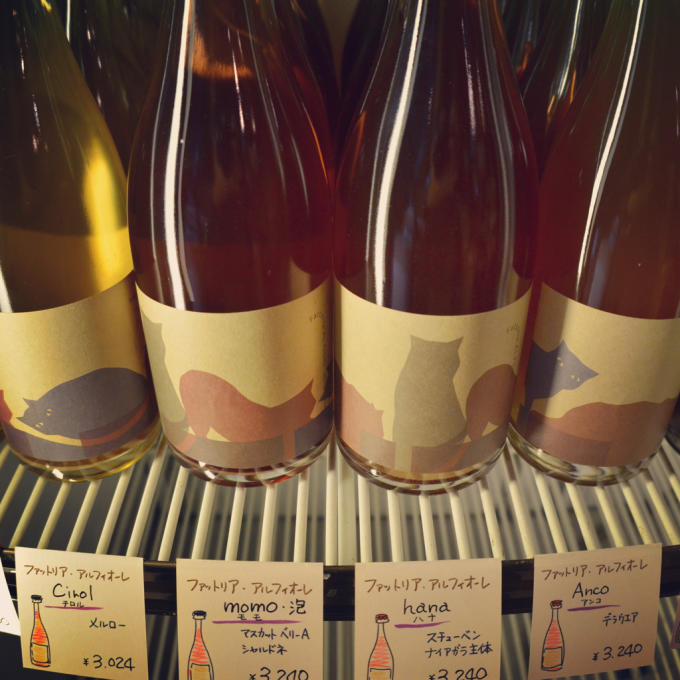 ファットリア・アルフィオーレ
Cirol
チロル
メルロー
¥3,024
ファットリア・アルフィオーレ
momo・泡
モモ
マスカットベリーA
シャルドネ
¥3,240
ファットリア・アルフィオーレ
hana
ハナ
スチューベン
ナイアガラ主体
¥3,240
ファットリア・アルフィオーレ
Anco
アンコ
デラウエア
¥3,240